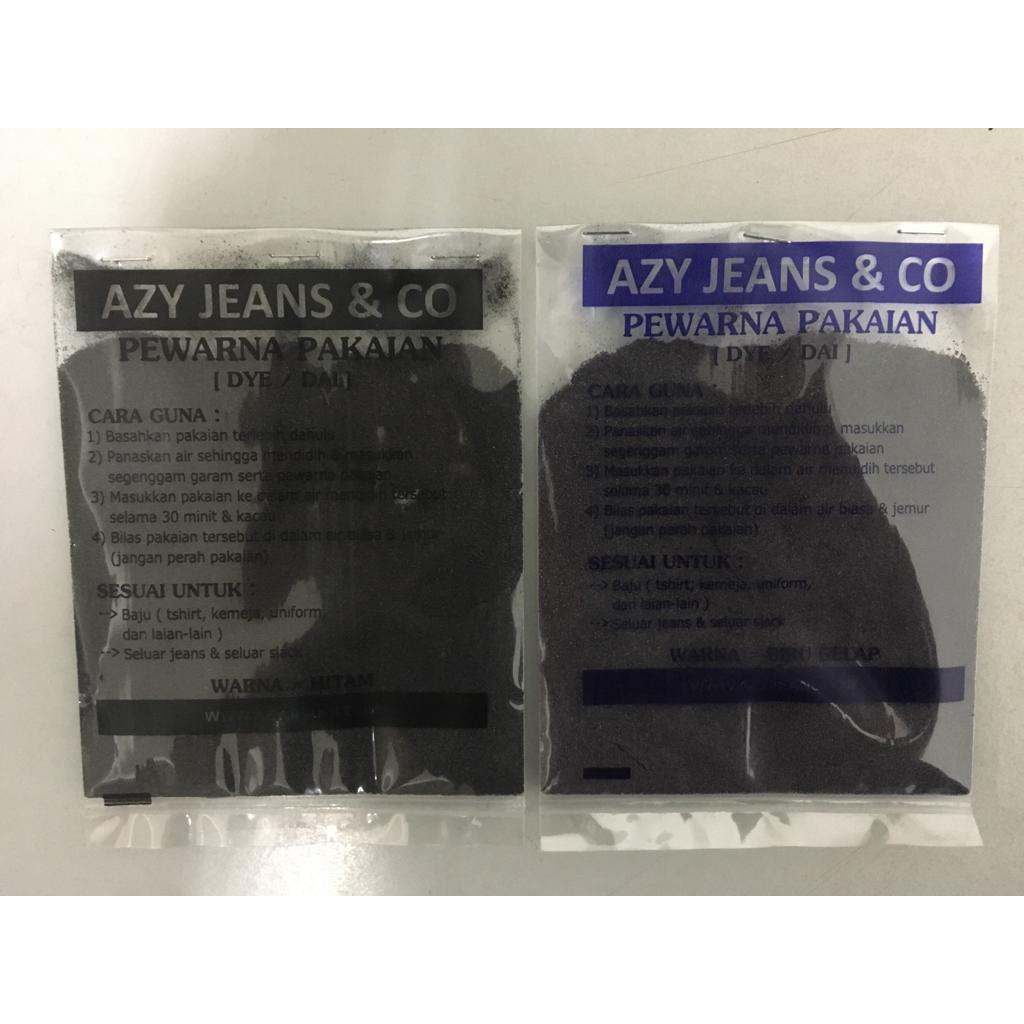 AZY JEANS & CO
PEWARNA PAKAIAN
[ DYE / DAI ]
CARA GUNA :
1) Basahkan pakaian terlebih dahulu
2) Panaskan air sehingga mendidih & masukkan
segenggam garam serta pewarna pakaian
3) Masukkan pakaian ke dalam air mendidih tersebut
selama 30 minit & kacau
4) Bilas pakaian tersebut di dalam air biasa & jemur
(jangan perah pakaian)
SESUAI UNTUK :
--> Baju ( tshirt, kemeja, uniform,
dan laian-lain )
--> Seluar jeans & seluar slack
WARNA = HITAM
AZY JEANS & CO
PEWARNA PAKAIAN
[ DYE / DAI ]
CARA GUNA :
1) Basahkan pakaian terlebih dahulu
2) Panaskan air sehingga mendidih & masukkan
segenggam garam serta pewarna pakaian
3) Masukkan pakaian ke dalam air mendidih tersebut
selama 30 minit & kacau
4) Bilas pakaian tersebut di dalam air biasa & jemur
(jangan perah pakaian)
SESUAI UNTUK :
--> Baju ( tshirt, kemeja, uniform,
dan laian-lain )
--> Seluar jeans & seluar slack
WARNA = BIRU GELAP